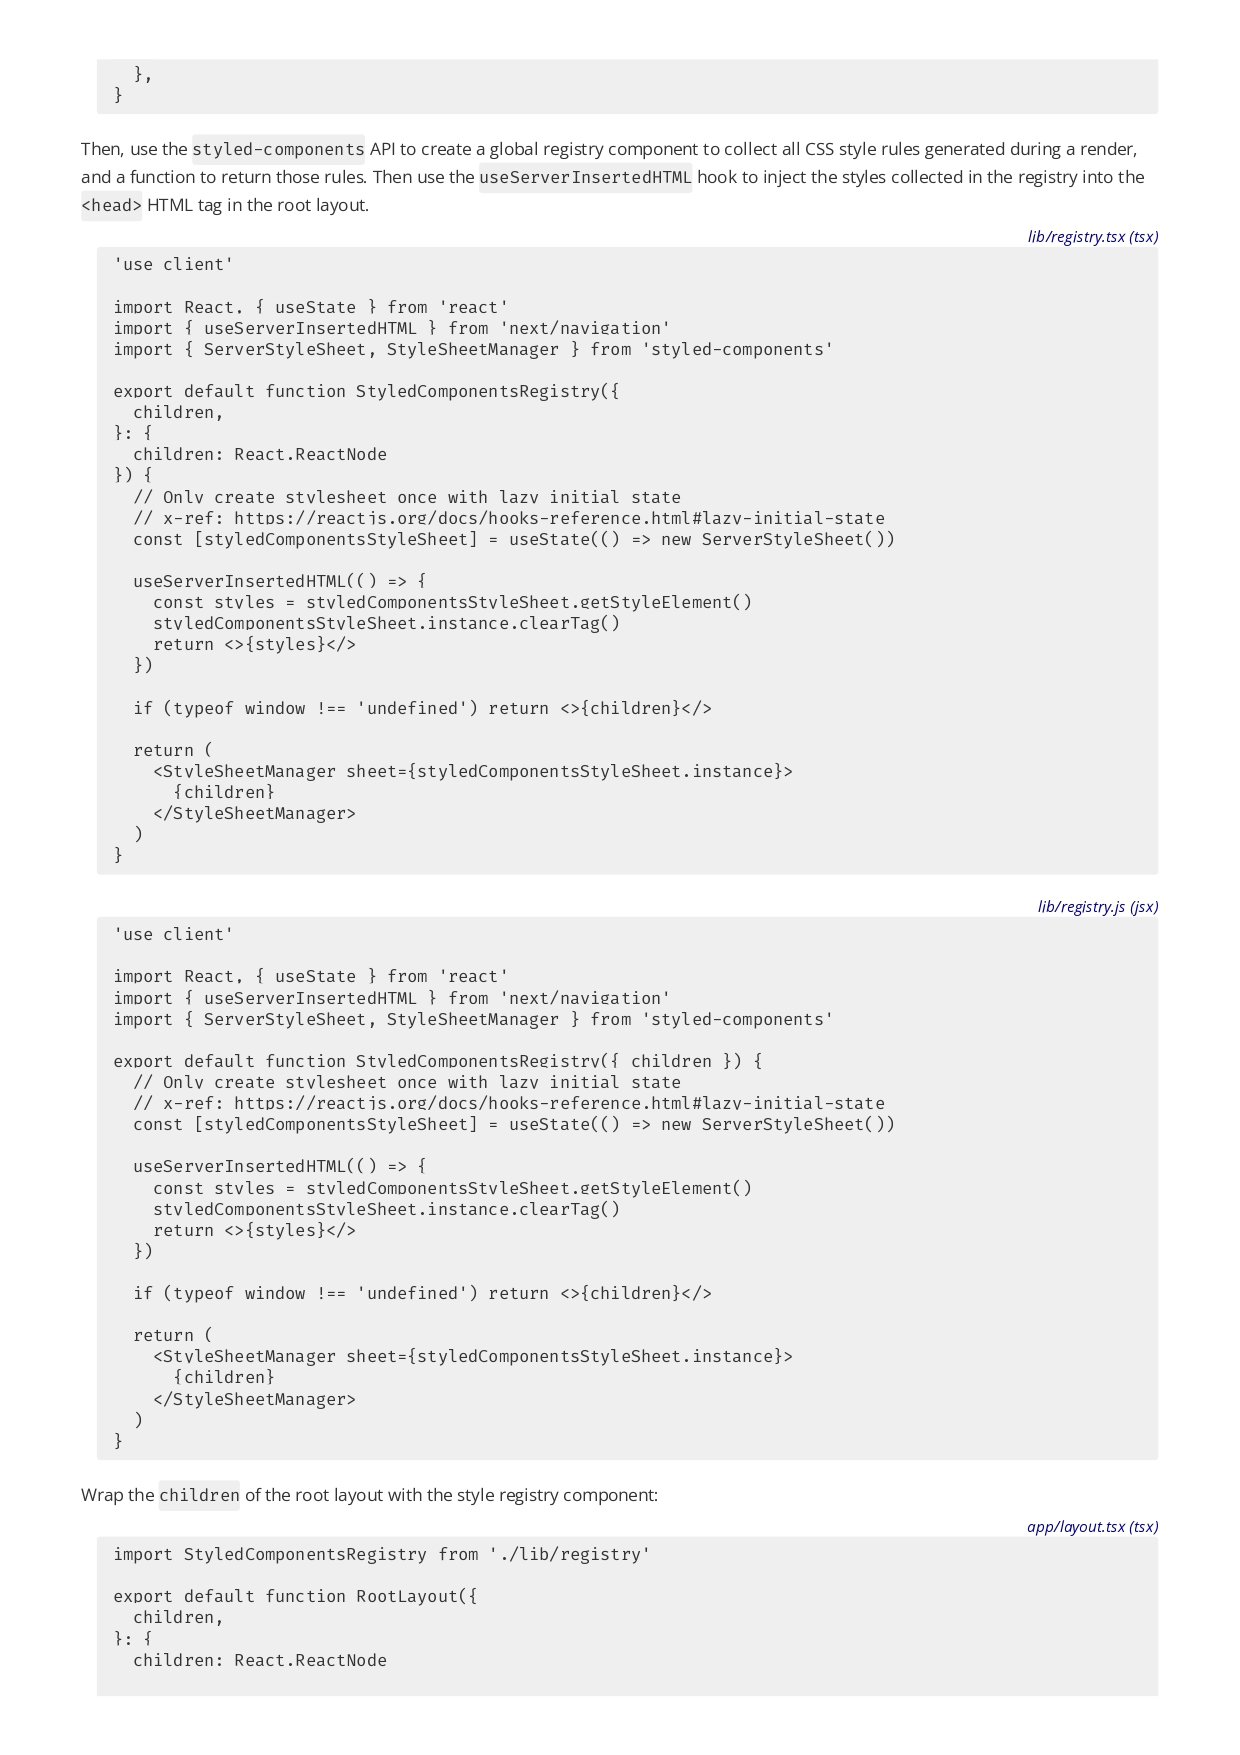 },
}
Then, use the styled-components API to create a global registry component to collect all CSS style rules generated during a render,
and a function to return those rules. Then use the useServerInsertedHTML hook to inject the styles collected in the registry into the
<head> HTML tag in the root layout.
lib/registry.tsx (tsx)
'use client'

import React, { useState } from 'react'
import { useServerInsertedHTML } from 'next/navigation'
import { ServerStyleSheet, StyleSheetManager } from 'styled-components'

export default function StyledComponentsRegistry({
  children,
}: {
  children: React.ReactNode
}) {
  // Only create stylesheet once with lazy initial state
  // x-ref: https://reactjs.org/docs/hooks-reference.html#lazy-initial-state
  const [styledComponentsStyleSheet] = useState(() => new ServerStyleSheet())

  useServerInsertedHTML(() => {
    const styles = styledComponentsStyleSheet.getStyleElement()
    styledComponentsStyleSheet.instance.clearTag()
    return <>{styles}</>
  })

  if (typeof window !== 'undefined') return <>{children}</>

  return (
    <StyleSheetManager sheet={styledComponentsStyleSheet.instance}>
      {children}
    </StyleSheetManager>
  )
}
lib/registry.js (jsx)
'use client'

import React, { useState } from 'react'
import { useServerInsertedHTML } from 'next/navigation'
import { ServerStyleSheet, StyleSheetManager } from 'styled-components'

export default function StyledComponentsRegistry({ children }) {
  // Only create stylesheet once with lazy initial state
  // x-ref: https://reactjs.org/docs/hooks-reference.html#lazy-initial-state
  const [styledComponentsStyleSheet] = useState(() => new ServerStyleSheet())

  useServerInsertedHTML(() => {
    const styles = styledComponentsStyleSheet.getStyleElement()
    styledComponentsStyleSheet.instance.clearTag()
    return <>{styles}</>
  })

  if (typeof window !== 'undefined') return <>{children}</>

  return (
    <StyleSheetManager sheet={styledComponentsStyleSheet.instance}>
      {children}
    </StyleSheetManager>
  )
}
Wrap the children of the root layout with the style registry component:
app/layout.tsx (tsx)
import StyledComponentsRegistry from './lib/registry'

export default function RootLayout({
  children,
}: {
  children: React.ReactNode